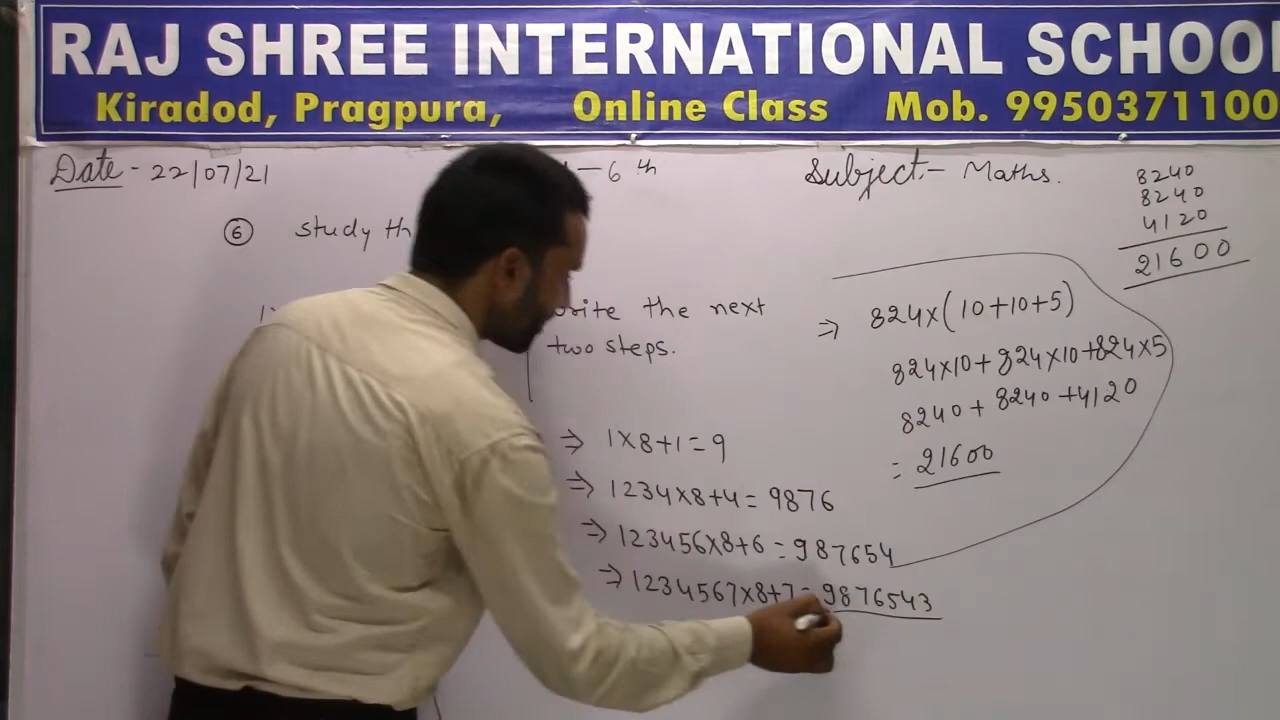 RAJ SHREE INTERNATIONAL SCHOOL
Kiradod, Pragpura, Online Class Mob. 9950371100
Date - 22/07/21
- 6 th
Subject - Maths.
8240
8240
4120
21600
⑥ study th
write the next
two steps.
⇒ 1×8+1=9
⇒ 1234×8+4=9876
⇒ 123456×8+6=987654
⇒ 1234567×8+7=9876543
⇒ 824×(10+10+5)
824×10+824×10+824×5
8240+8240+4120
= 21600